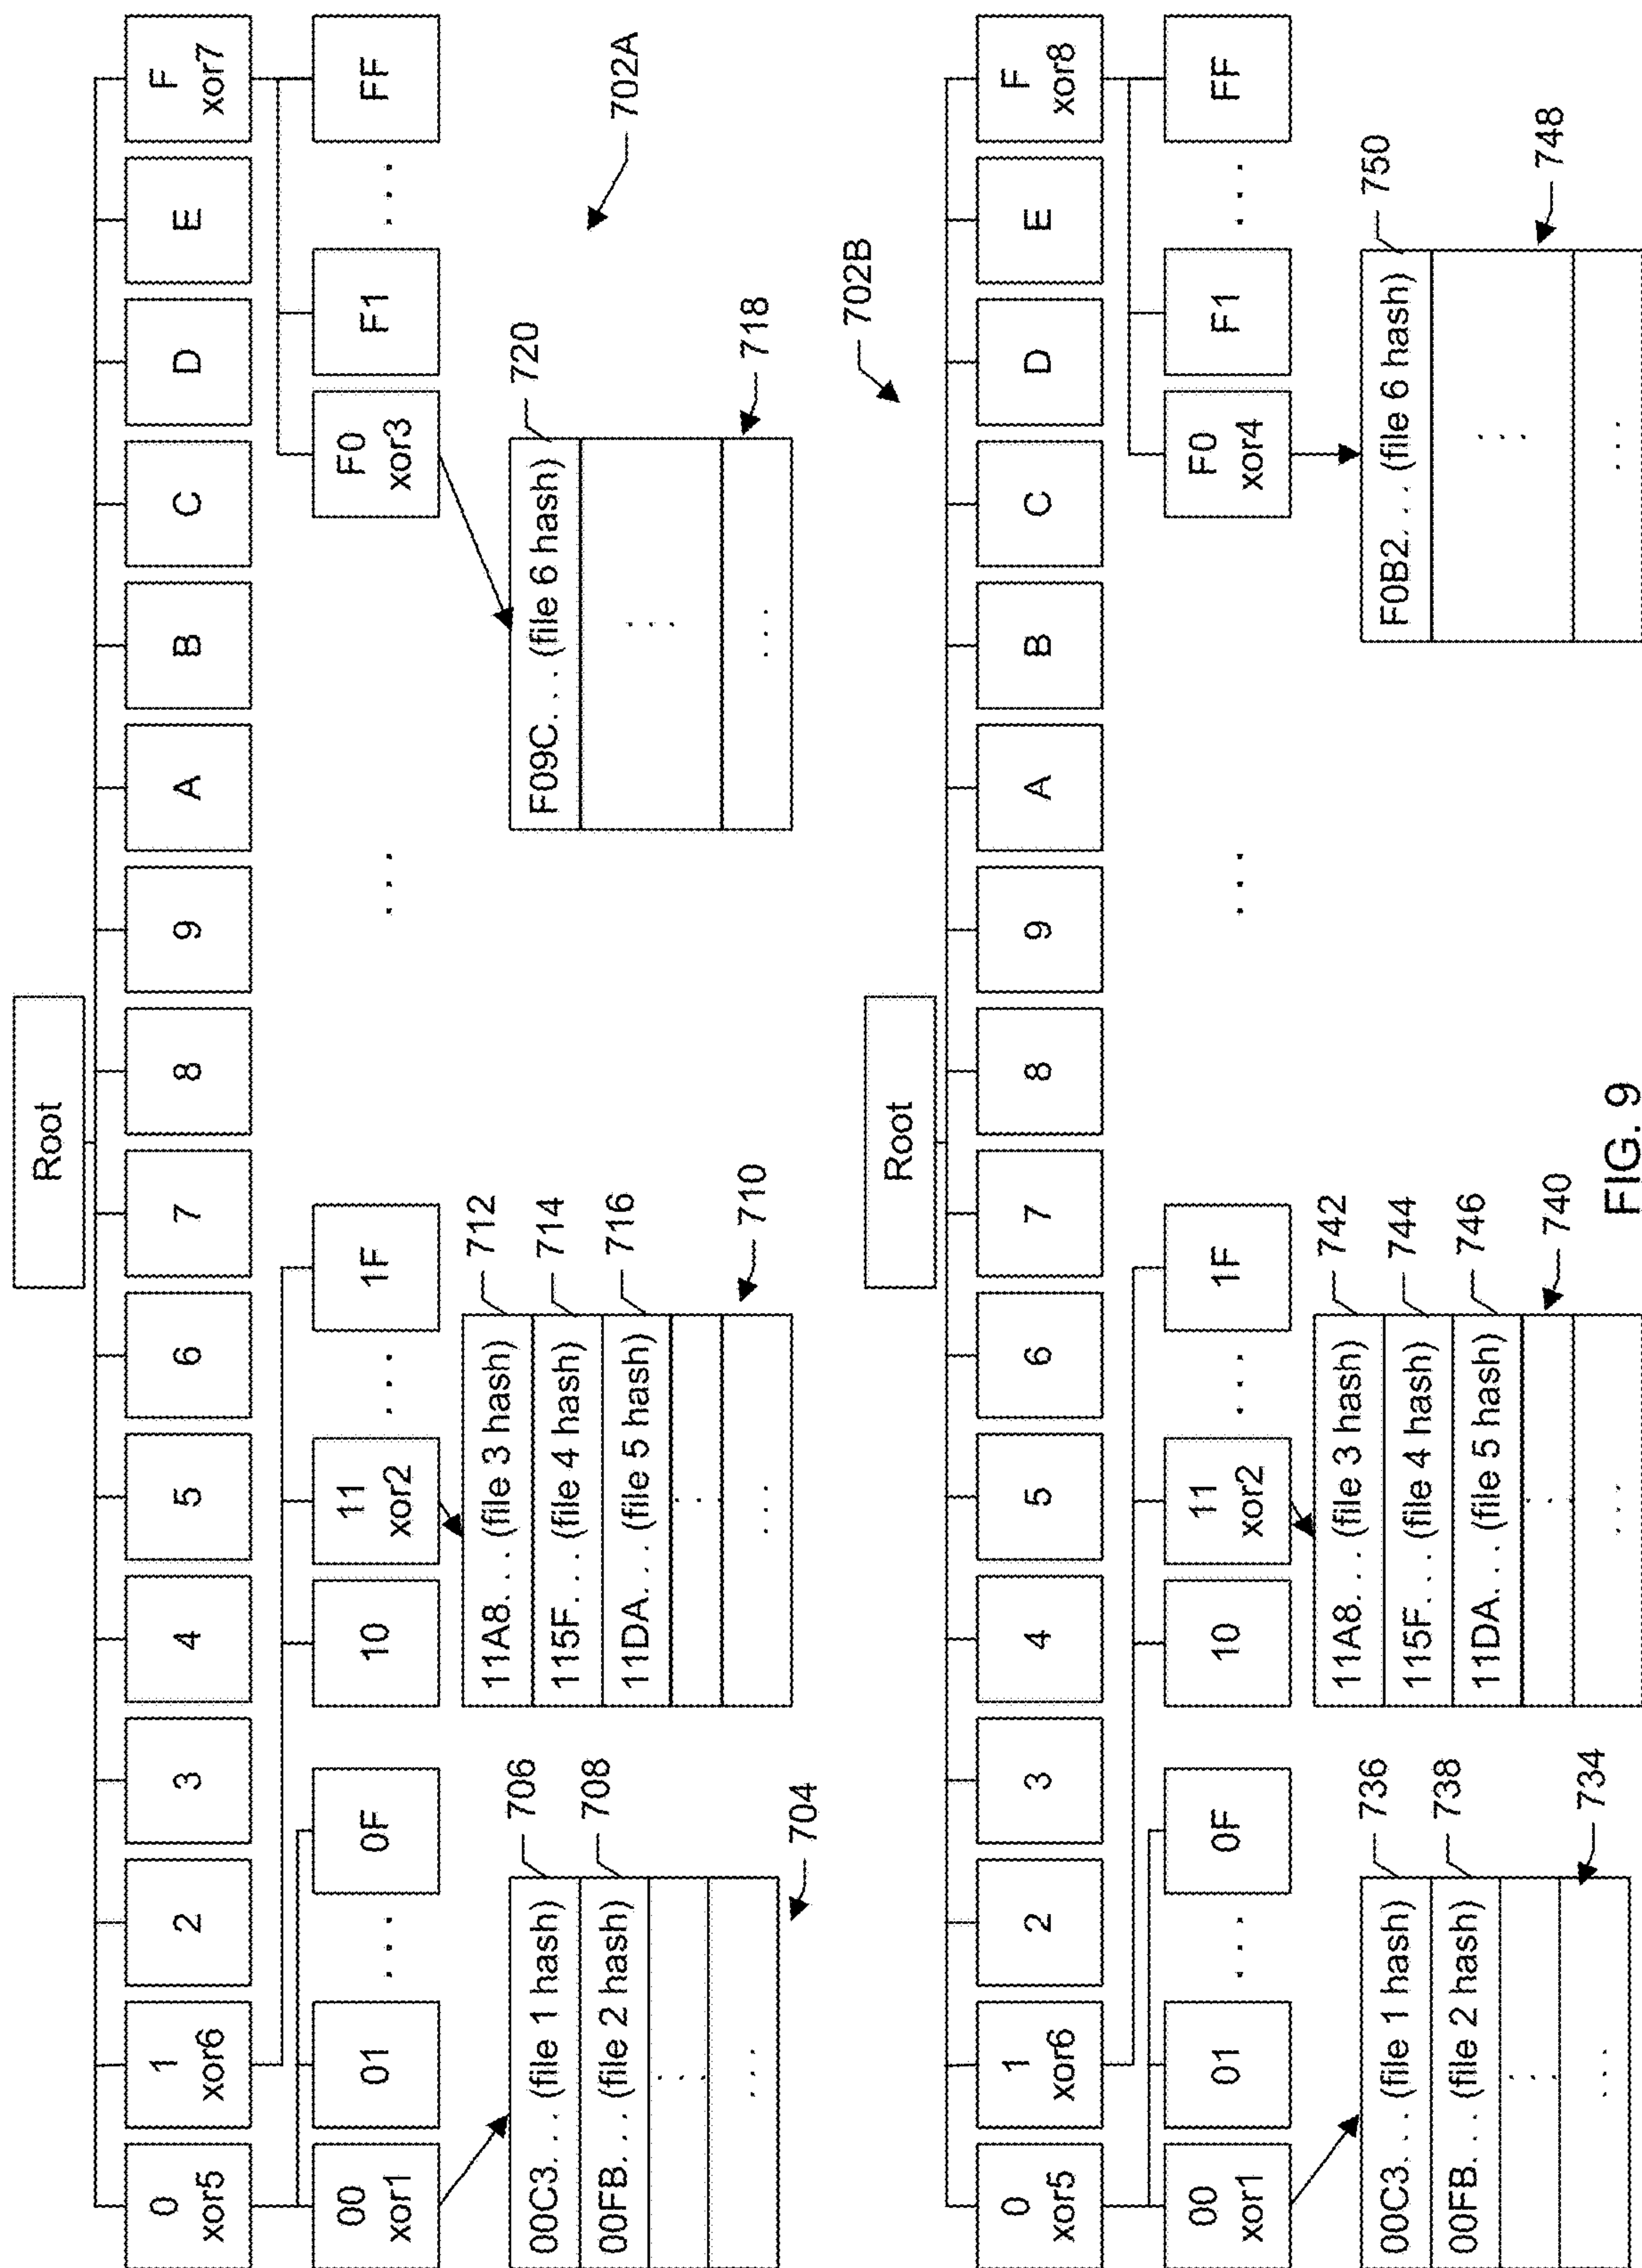 Root
0
xor5
1
xor6
2
3
4
5
6
7
8
9
A
B
C
D
E
F
xor7
00
xor1
01
. . .
0F
10
11
xor2
. . .
1F
. . .
F0
xor3
F1
. . .
FF
702A
00C3. . . (file 1 hash)
706
00FB. . . (file 2 hash)
708
. . .
. . .
704
11A8. . . (file 3 hash)
712
115F. . . (file 4 hash)
714
11DA. . . (file 5 hash)
716
. . .
. . .
710
F09C. . . (file 6 hash)
720
. . .
. . .
718
702B
Root
0
xor5
1
xor6
2
3
4
5
6
7
8
9
A
B
C
D
E
F
xor8
00
xor1
01
. . .
0F
10
11
xor2
. . .
1F
. . .
F0
xor4
F1
. . .
FF
00C3. . . (file 1 hash)
736
00FB. . . (file 2 hash)
738
. . .
. . .
734
11A8. . . (file 3 hash)
742
115F. . . (file 4 hash)
744
11DA. . . (file 5 hash)
746
. . .
. . .
740
F0B2. . . (file 6 hash)
750
. . .
. . .
748
FIG. 9